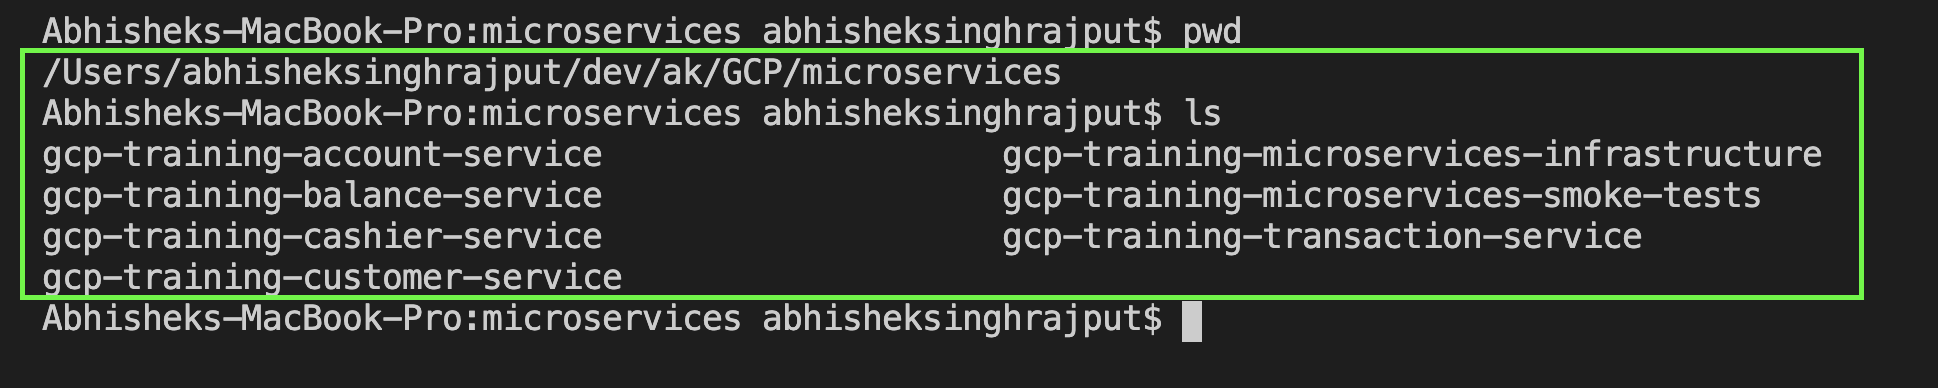 Abhisheks-MacBook-Pro:microservices abhisheksinghrajput$ pwd
/Users/abhisheksinghrajput/dev/ak/GCP/microservices
Abhisheks-MacBook-Pro:microservices abhisheksinghrajput$ ls
gcp-training-account-service                    gcp-training-microservices-infrastructure
gcp-training-balance-service                    gcp-training-microservices-smoke-tests
gcp-training-cashier-service                    gcp-training-transaction-service
gcp-training-customer-service
Abhisheks-MacBook-Pro:microservices abhisheksinghrajput$